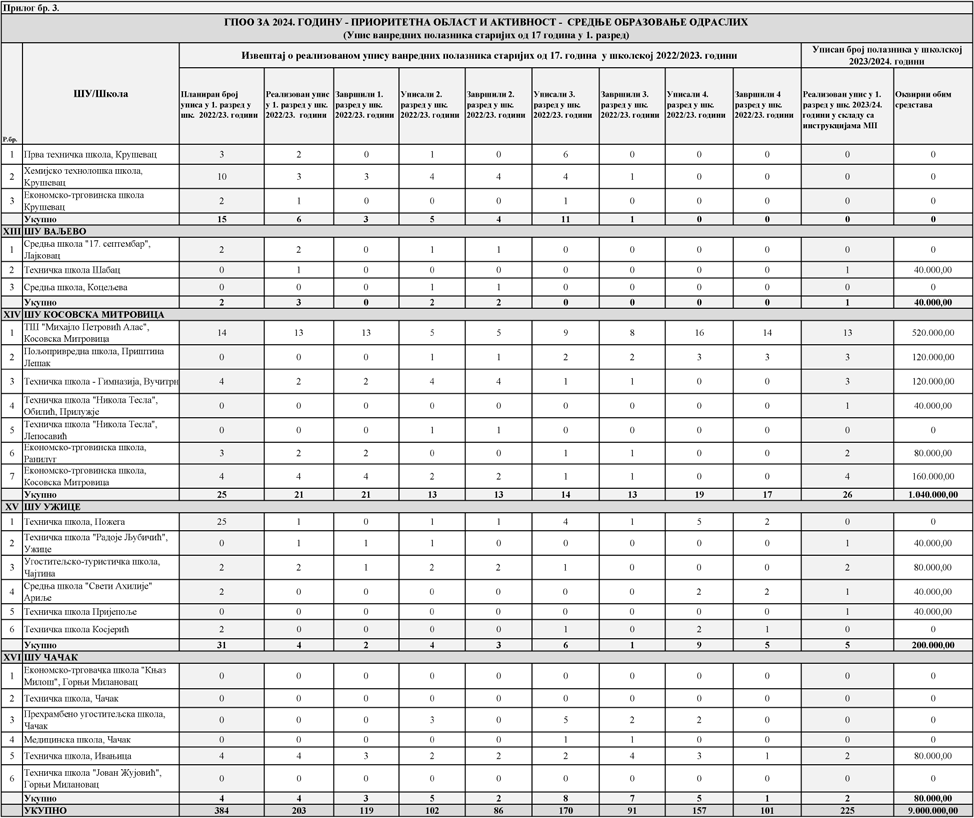 Прилог бр. 3.
ГПОО ЗА 2024. ГОДИНУ - ПРИОРИТЕТНА ОБЛАСТ И АКТИВНОСТ - СРЕДЊЕ ОБРАЗОВАЊЕ ОДРАСЛИХ
(Упис ванредних полазника старијих од 17 година у 1. разред)
Р.бр.
ШУ/Школа
Извештај о реализованом упису ванредних полазника старијих од 17. година у школској 2022/2023. години
Уписан број полазника у школској
2023/2024. години
Планиран број
уписа у 1. разред у
шк. 2022/23. години
Реализован упис
у 1. разред у шк.
2022/23. години
Завршили 1.
разред у шк.
2022/23. години
Уписали 2.
разред у шк.
2022/23. години
Завршили 2.
разред у шк.
2022/23. години
Уписали 3.
разред у шк.
2022/23. години
Завршили 3.
разред у шк.
2022/23. години
Уписали 4.
разред у шк.
2022/23. години
Завршили 4
разред у шк.
2022/23. години
Реализован упис у 1.
разред у шк. 2023/24.
години у складу са
инструкцијама МП
Оквирни обим
средстава
1 Прва техничка школа, Крушевац 3 2 0 1 0 6 0 0 0 0 0
2 Хемијско технолошка школа,
Крушевац 10 3 3 4 4 4 1 0 0 0 0
3 Економско-трговинска школа
Крушевац 2 1 0 0 0 1 0 0 0 0 0
Укупно 15 6 3 5 4 11 1 0 0 0 0
XIII ШУ ВАЉЕВО
1 Средња школа "17. септембар",
Лајковац 2 2 0 1 1 0 0 0 0 0 0
2 Техничка школа Шабац 0 1 0 0 0 0 0 0 0 1 40.000,00
3 Средња школа, Коцељева 0 0 0 1 1 0 0 0 0 0 0
Укупно 2 3 0 2 2 0 0 0 0 1 40.000,00
XIV ШУ КОСОВСКА МИТРОВИЦА
1 ТШ "Михајло Петровић Алас",
Косовска Митровица 14 13 13 5 5 9 8 16 14 13 520.000,00
2 Пољопривредна школа, Приштина
Лешак 0 0 0 1 1 2 2 3 3 3 120.000,00
3 Техничка школа - Гимназија, Вучитрн 4 2 2 4 4 1 1 0 0 3 120.000,00
4 Техничка школа "Никола Тесла",
Обилић, Прилужје 0 0 0 0 0 0 0 0 0 1 40.000,00
5 Техничка школа "Никола Тесла",
Лепосавић 0 0 0 1 1 0 0 0 0 0 0
6 Економско-трговинска школа,
Ранилуг 3 2 2 0 0 1 1 0 0 2 80.000,00
7 Економско-трговинска школа,
Косовска Митровица 4 4 4 2 2 1 1 0 0 4 160.000,00
Укупно 25 21 21 13 13 14 13 19 17 26 1.040.000,00
XV ШУ УЖИЦЕ
1 Техничка школа, Пожега 25 1 0 1 1 4 1 5 2 0 0
2 Техничка школа "Радоје Љубичић",
Ужице 0 1 1 1 0 0 0 0 0 1 40.000,00
3 Угоститељско-туристичка школа,
Чајтина 2 2 1 2 2 1 0 0 0 2 80.000,00
4 Средња школа "Свети Ахилије"
Ариље 2 0 0 0 0 0 0 2 2 1 40.000,00
5 Техничка школа Пријепоље 0 0 0 0 0 0 0 0 0 1 40.000,00
6 Техничка школа Косјерић 2 0 0 0 0 1 0 2 1 0 0
Укупно 31 4 2 4 3 6 1 9 5 5 200.000,00
XVI ШУ ЧАЧАК
1 Економско-трговачка школа "Књаз
Милош", Горњи Милановац 0 0 0 0 0 0 0 0 0 0 0
2 Техничка школа, Чачак 0 0 0 0 0 0 0 0 0 0 0
3 Прехрамбено угоститељска школа,
Чачак 0 0 0 3 0 5 2 2 0 0 0
4 Медицинска школа, Чачак 0 0 0 0 0 1 1 0 0 0 0
5 Техничка школа, Ивањица 4 4 3 2 2 2 4 3 1 2 80.000,00
6 Техничка школа "Јован Жујовић",
Горњи Милановац 0 0 0 0 0 0 0 0 0 0 0
Укупно 4 4 3 5 2 8 7 5 1 2 80.000,00
УКУПНО 384 203 119 102 86 170 91 157 101 225 9.000.000,00